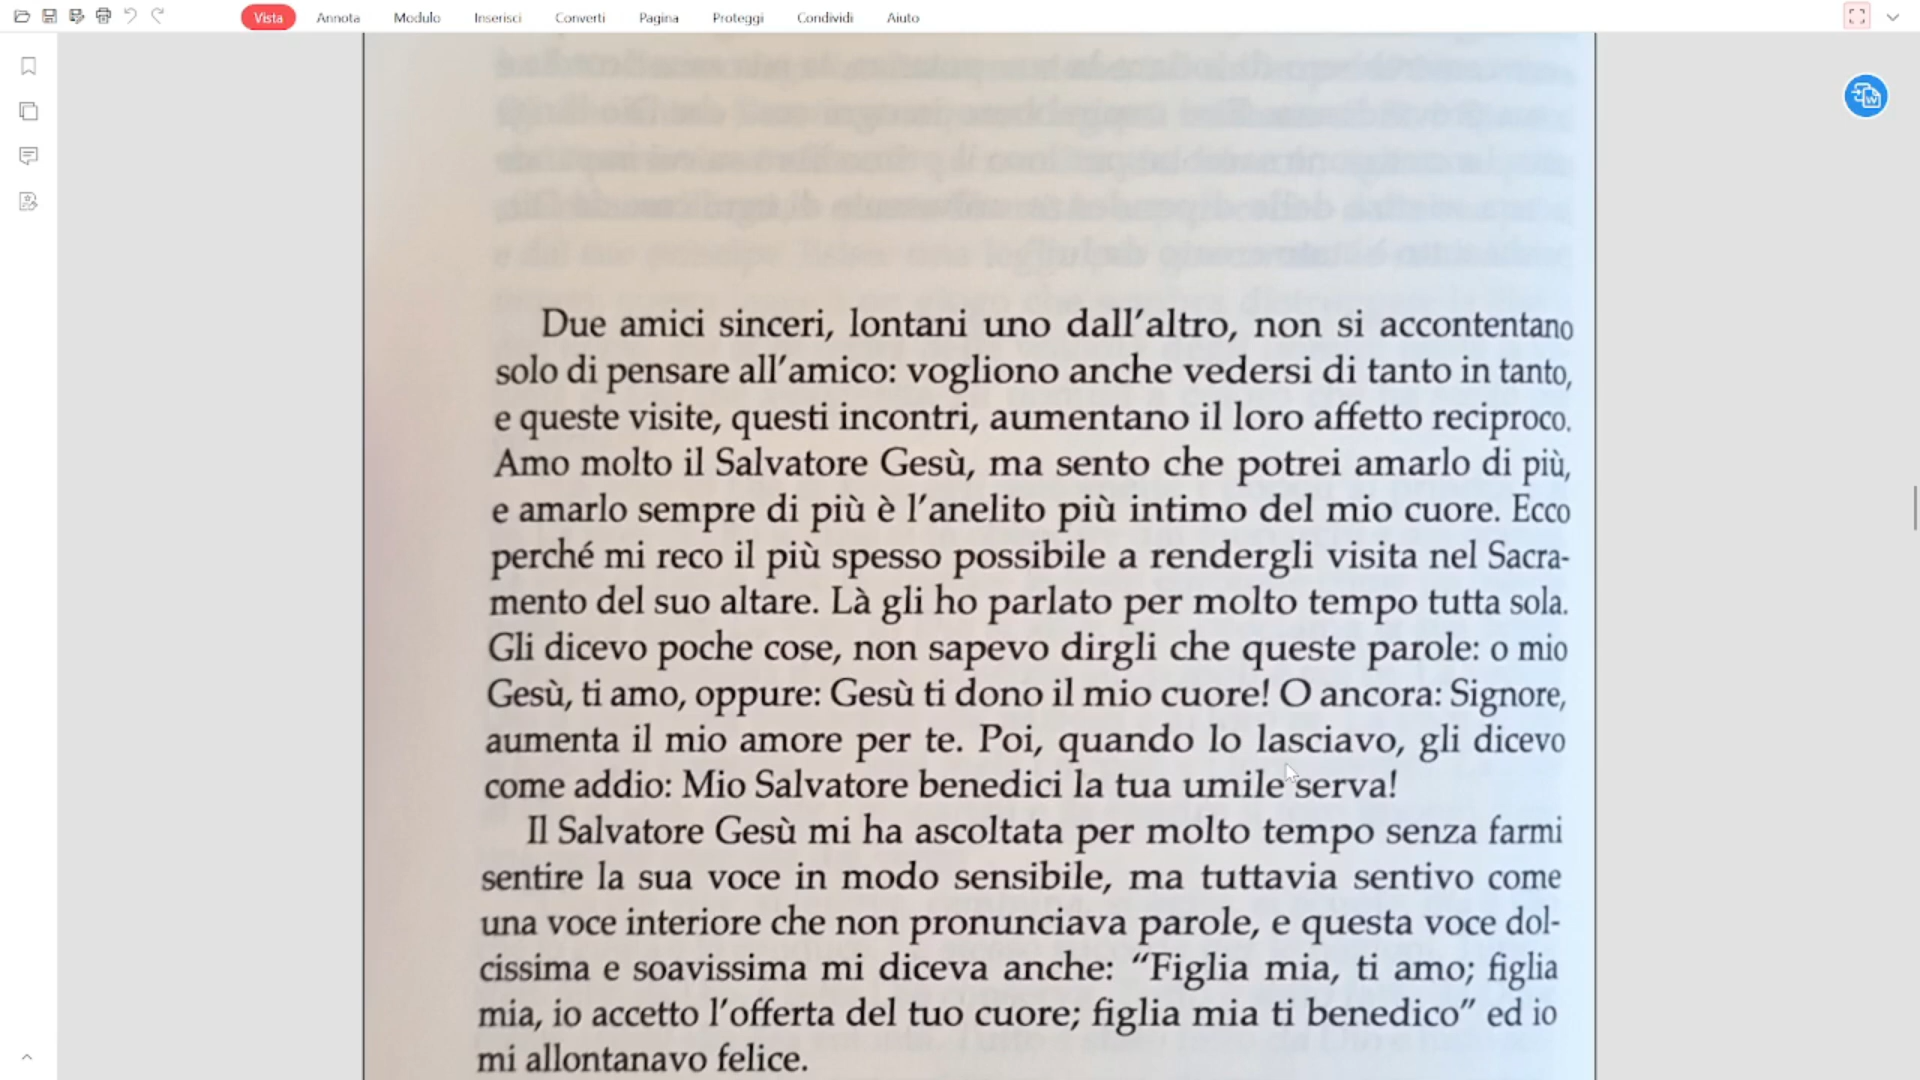 Vista Annota Modulo Inserisci Converti Pagina Proteggi Condividi Aiuto
Due amici sinceri, lontani uno dall'altro, non si accontentano
solo di pensare all'amico: vogliono anche vedersi di tanto in tanto,
e queste visite, questi incontri, aumentano il loro affetto reciproco.
Amo molto il Salvatore Gesù, ma sento che potrei amarlo di più,
e amarlo sempre di più è l'anelito più intimo del mio cuore. Ecco
perché mi reco il più spesso possibile a rendergli visita nel Sacra-
mento del suo altare. Là gli ho parlato per molto tempo tutta sola.
Gli dicevo poche cose, non sapevo dirgli che queste parole: o mio
Gesù, ti amo, oppure: Gesù ti dono il mio cuore! O ancora: Signore,
aumenta il mio amore per te. Poi, quando lo lasciavo, gli dicevo
come addio: Mio Salvatore benedici la tua umile serva!
Il Salvatore Gesù mi ha ascoltata per molto tempo senza farmi
sentire la sua voce in modo sensibile, ma tuttavia sentivo come
una voce interiore che non pronunciava parole, e questa voce dol-
cissima e soavissima mi diceva anche: "Figlia mia, ti amo; figlia
mia, io accetto l'offerta del tuo cuore; figlia mia ti benedico" ed io
mi allontanavo felice.